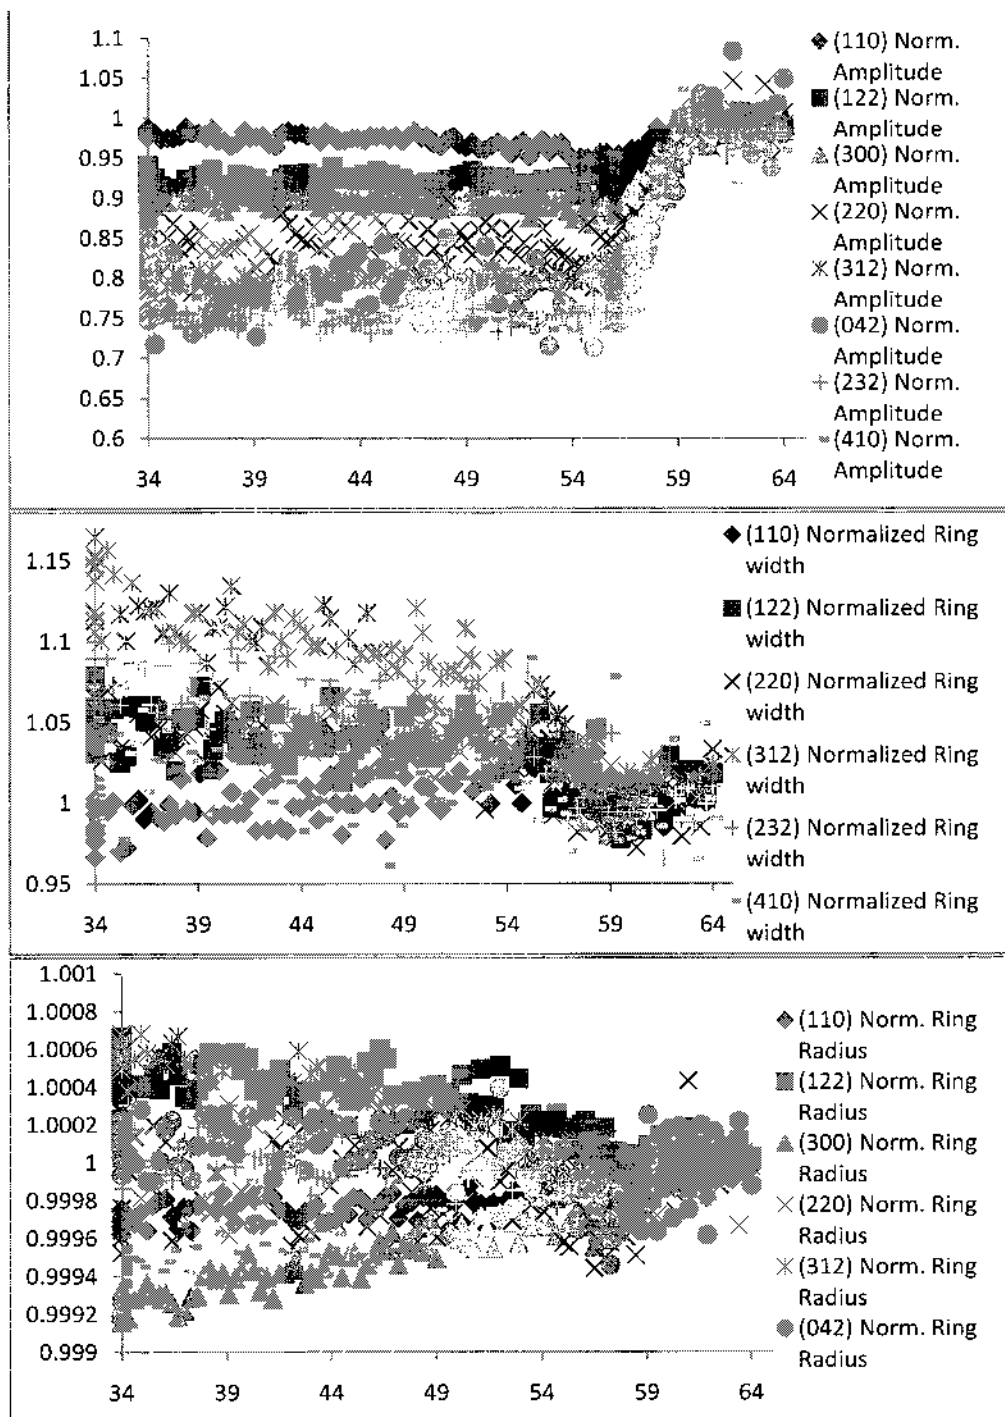 1.1
1.05
1
0.95
0.9
0.85
0.8
0.75
0.7
0.65
0.6
34 39 44 49 54 59 64
(110) Norm.
Amplitude
(122) Norm.
Amplitude
(300) Norm.
Amplitude
(220) Norm.
Amplitude
(312) Norm.
Amplitude
(042) Norm.
Amplitude
(232) Norm.
Amplitude
(410) Norm.
Amplitude
1.15
1.1
1.05
1
0.95
34 39 44 49 54 59 64
(110) Normalized Ring
width
(122) Normalized Ring
width
(220) Normalized Ring
width
(312) Normalized Ring
width
(232) Normalized Ring
width
(410) Normalized Ring
width
1.001
1.0008
1.0006
1.0004
1.0002
1
0.9998
0.9996
0.9994
0.9992
0.999
34 39 44 49 54 59 64
(110) Norm. Ring
Radius
(122) Norm. Ring
Radius
(300) Norm. Ring
Radius
(220) Norm. Ring
Radius
(312) Norm. Ring
Radius
(042) Norm. Ring
Radius